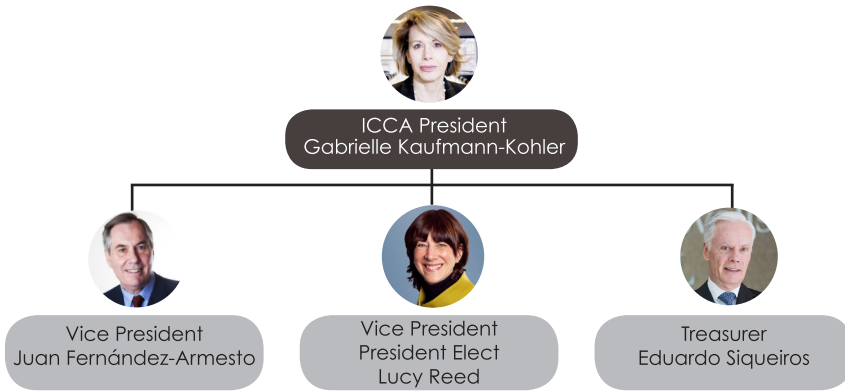 ICCA President
Gabrielle Kaufmann-Kohler
Vice President
Juan Fernández-Armesto
Vice President
President Elect
Lucy Reed
Treasurer
Eduardo Siqueiros